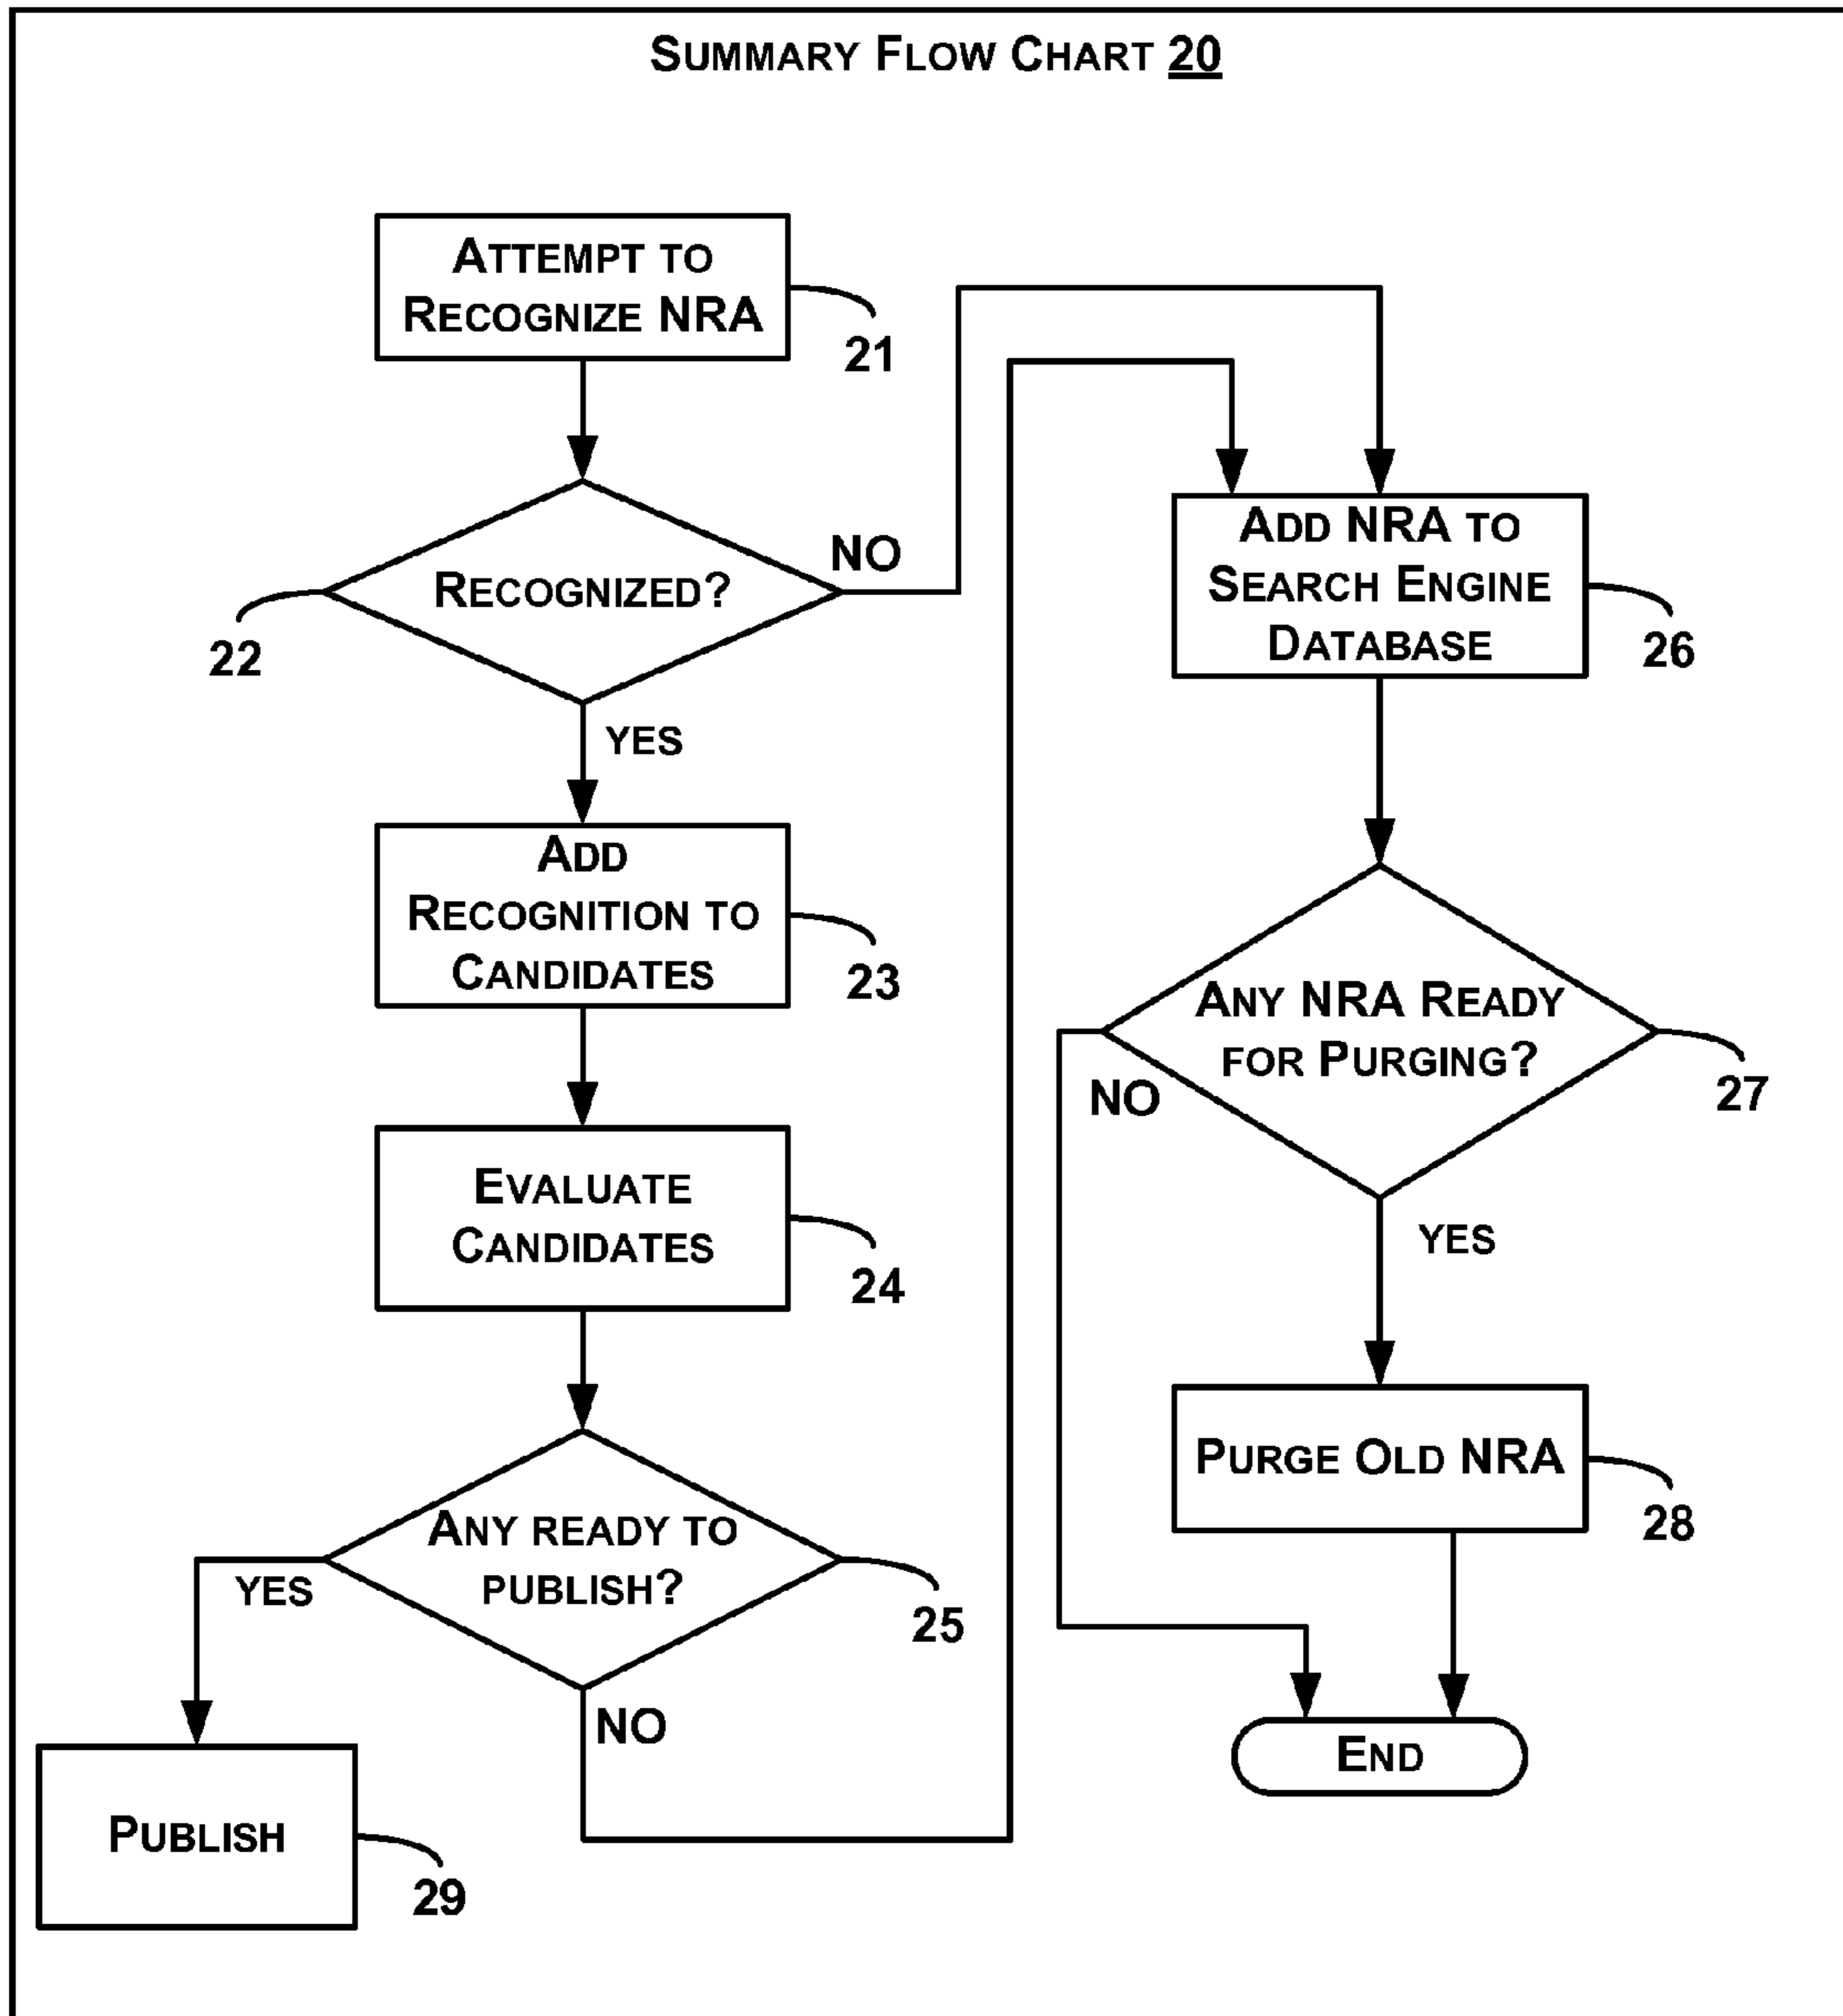 SUMMARY FLOW CHART 20
ATTEMPT TO
RECOGNIZE NRA
21
RECOGNIZED?
NO
22
YES
ADD
RECOGNITION TO
CANDIDATES
23
EVALUATE
CANDIDATES
24
ANY READY TO
PUBLISH?
YES
25
NO
PUBLISH
29
ADD NRA TO
SEARCH ENGINE
DATABASE
26
ANY NRA READY
FOR PURGING?
NO
27
YES
PURGE OLD NRA
28
END